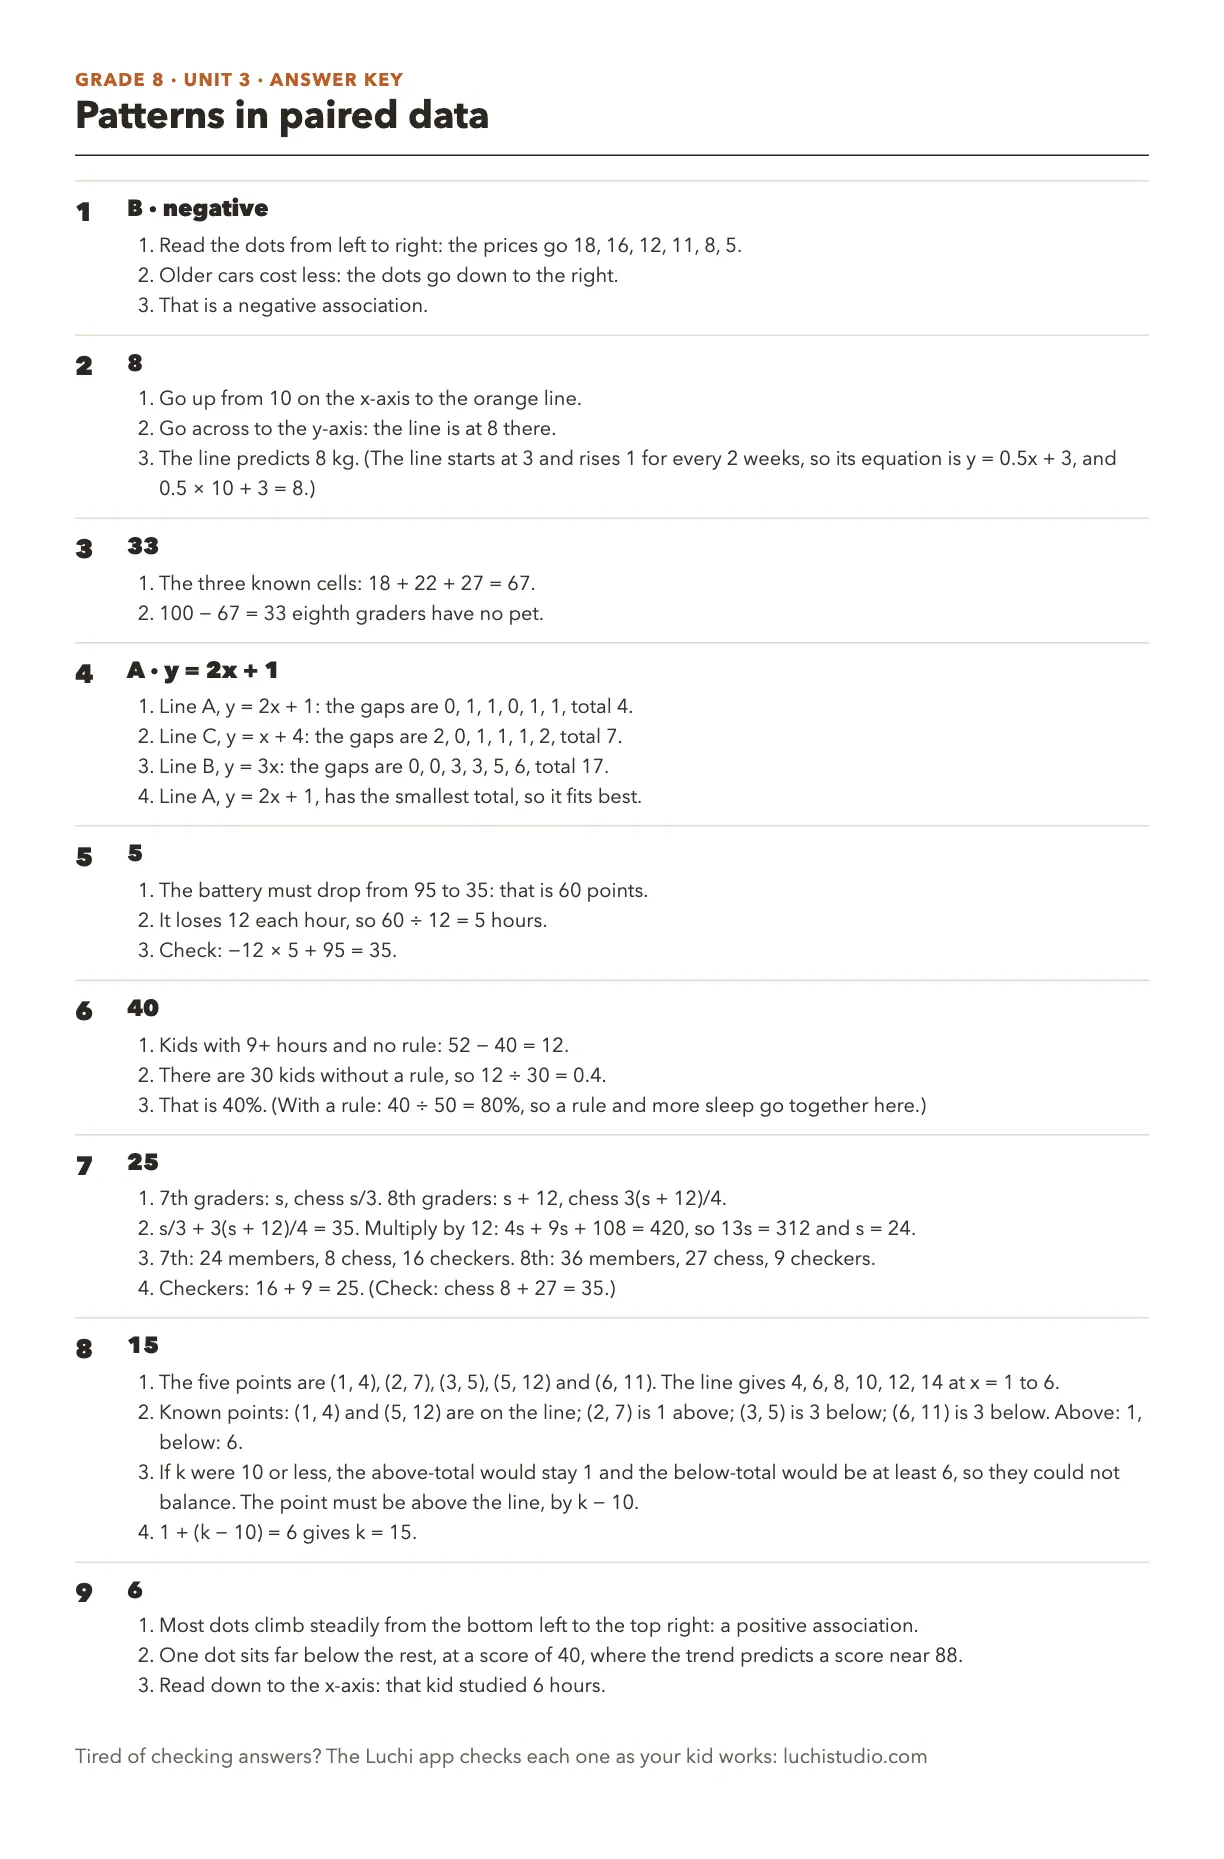 GRADE 8 · UNIT 3 · ANSWER KEY
Patterns in paired data
1 B · negative
1. Read the dots from left to right: the prices go 18, 16, 12, 11, 8, 5.
2. Older cars cost less: the dots go down to the right.
3. That is a negative association.
2 8
1. Go up from 10 on the x-axis to the orange line.
2. Go across to the y-axis: the line is at 8 there.
3. The line predicts 8 kg. (The line starts at 3 and rises 1 for every 2 weeks, so its equation is y = 0.5x + 3, and
0.5 × 10 + 3 = 8.)
3 33
1. The three known cells: 18 + 22 + 27 = 67.
2. 100 − 67 = 33 eighth graders have no pet.
4 A · y = 2x + 1
1. Line A, y = 2x + 1: the gaps are 0, 1, 1, 0, 1, 1, total 4.
2. Line C, y = x + 4: the gaps are 2, 0, 1, 1, 1, 2, total 7.
3. Line B, y = 3x: the gaps are 0, 0, 3, 3, 5, 6, total 17.
4. Line A, y = 2x + 1, has the smallest total, so it fits best.
5 5
1. The battery must drop from 95 to 35: that is 60 points.
2. It loses 12 each hour, so 60 ÷ 12 = 5 hours.
3. Check: −12 × 5 + 95 = 35.
6 40
1. Kids with 9+ hours and no rule: 52 − 40 = 12.
2. There are 30 kids without a rule, so 12 ÷ 30 = 0.4.
3. That is 40%. (With a rule: 40 ÷ 50 = 80%, so a rule and more sleep go together here.)
7 25
1. 7th graders: s, chess s/3. 8th graders: s + 12, chess 3(s + 12)/4.
2. s/3 + 3(s + 12)/4 = 35. Multiply by 12: 4s + 9s + 108 = 420, so 13s = 312 and s = 24.
3. 7th: 24 members, 8 chess, 16 checkers. 8th: 36 members, 27 chess, 9 checkers.
4. Checkers: 16 + 9 = 25. (Check: chess 8 + 27 = 35.)
8 15
1. The five points are (1, 4), (2, 7), (3, 5), (5, 12) and (6, 11). The line gives 4, 6, 8, 10, 12, 14 at x = 1 to 6.
2. Known points: (1, 4) and (5, 12) are on the line; (2, 7) is 1 above; (3, 5) is 3 below; (6, 11) is 3 below. Above: 1,
below: 6.
3. If k were 10 or less, the above-total would stay 1 and the below-total would be at least 6, so they could not
balance. The point must be above the line, by k − 10.
4. 1 + (k − 10) = 6 gives k = 15.
9 6
1. Most dots climb steadily from the bottom left to the top right: a positive association.
2. One dot sits far below the rest, at a score of 40, where the trend predicts a score near 88.
3. Read down to the x-axis: that kid studied 6 hours.
Tired of checking answers? The Luchi app checks each one as your kid works: luchistudio.com